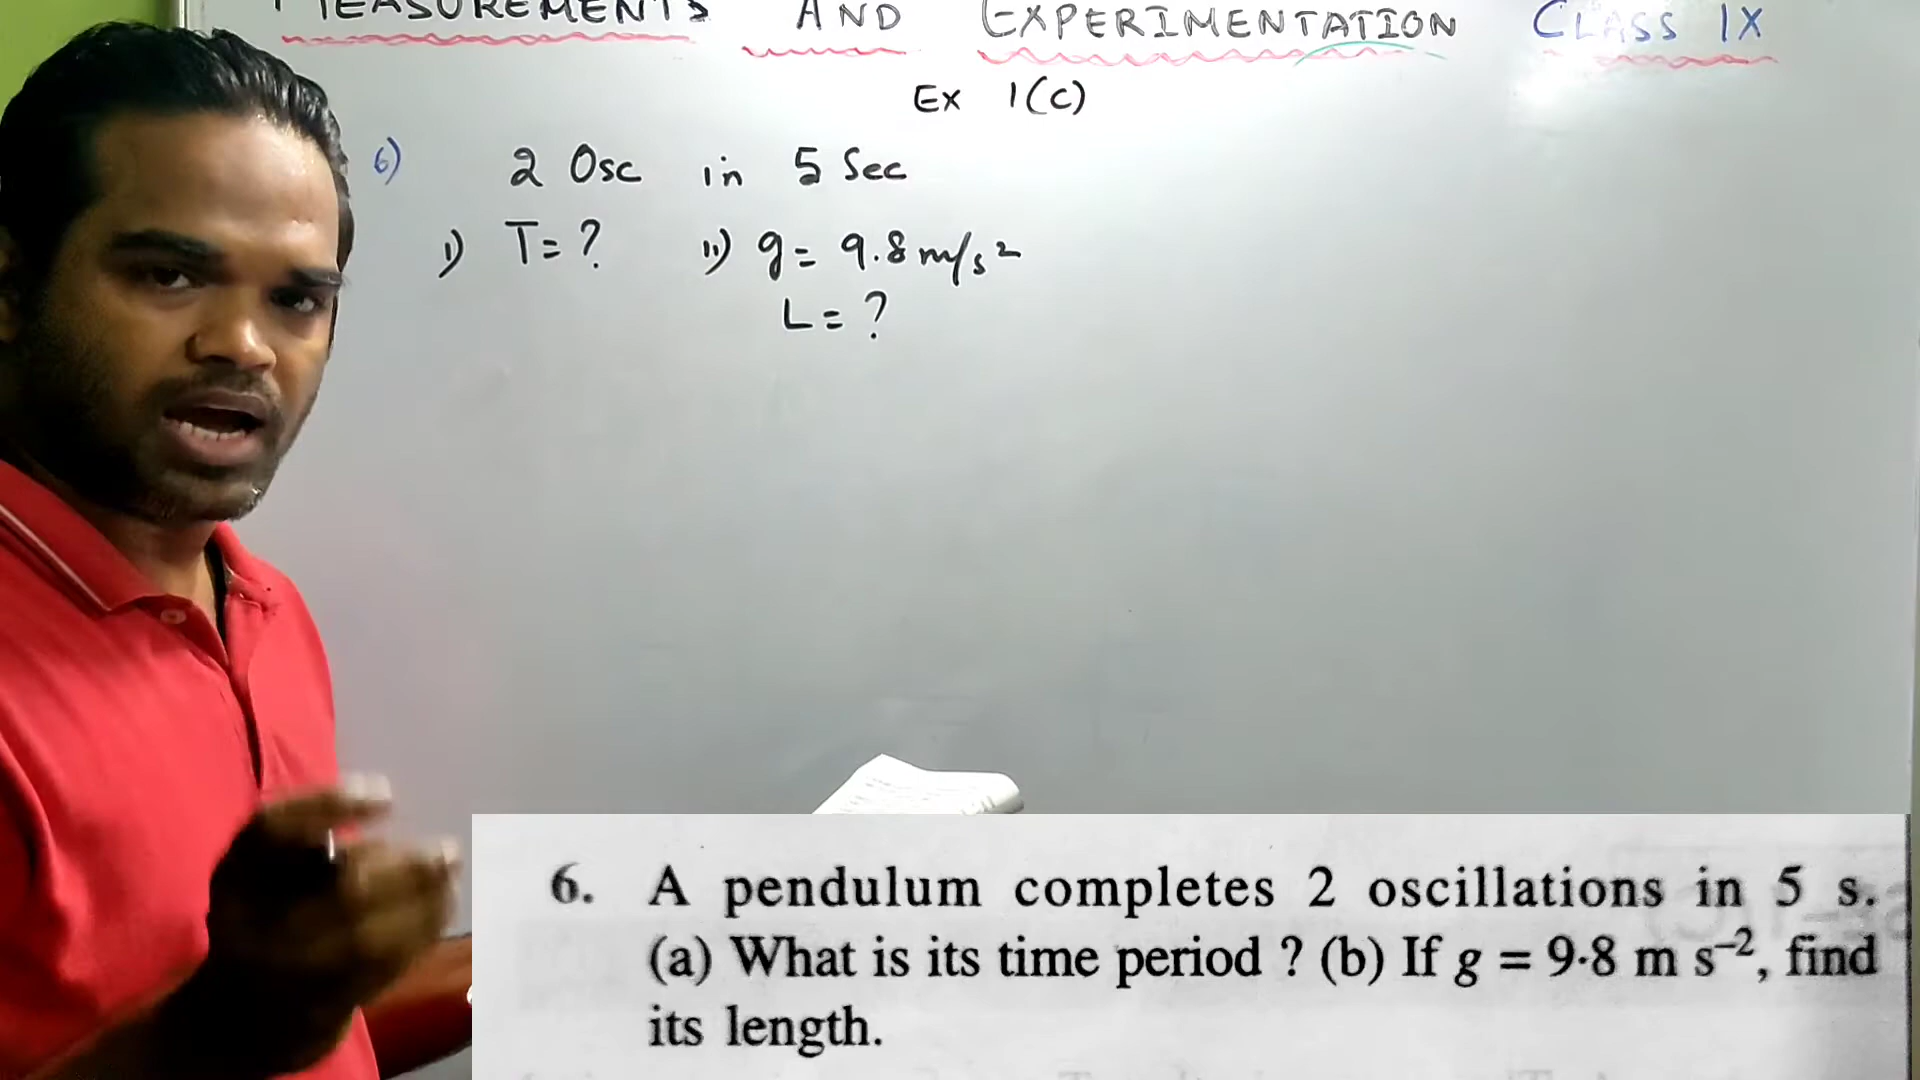 MEASUREMENTS AND EXPERIMENTATION CLASS IX
Ex 1(C)
6) 2 Osc in 5 Sec
i) T = ? ii) g = 9.8 m/s²
L = ?
6. A pendulum completes 2 oscillations in 5 s.
(a) What is its time period ? (b) If g = 9·8 m s⁻², find
its length.